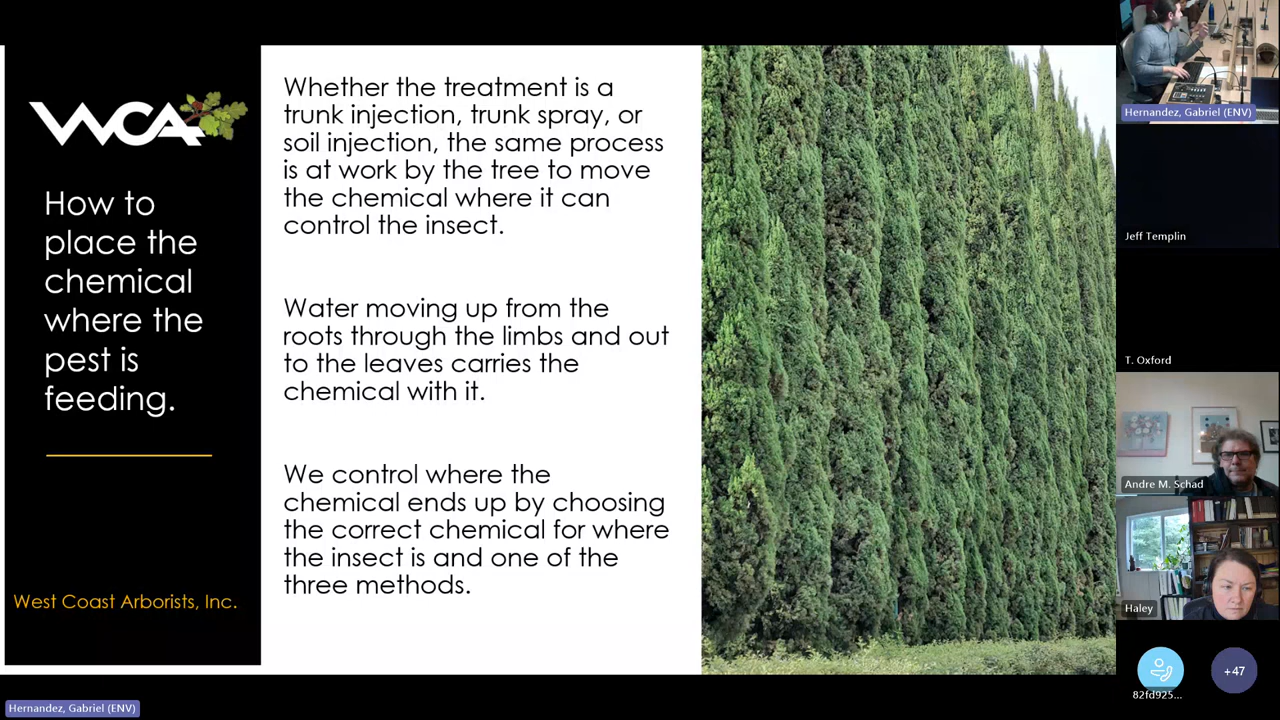 WCA
How to
place the
chemical
where the
pest is
feeding.
West Coast Arborists, Inc.
Whether the treatment is a
trunk injection, trunk spray, or
soil injection, the same process
is at work by the tree to move
the chemical where it can
control the insect.
Water moving up from the
roots through the limbs and out
to the leaves carries the
chemical with it.
We control where the
chemical ends up by choosing
the correct chemical for where
the insect is and one of the
three methods.
Hernandez, Gabriel (ENV)
Jeff Templin
T. Oxford
Andre M. Schad
Haley
82fd925...
+47
Hernandez, Gabriel (ENV)